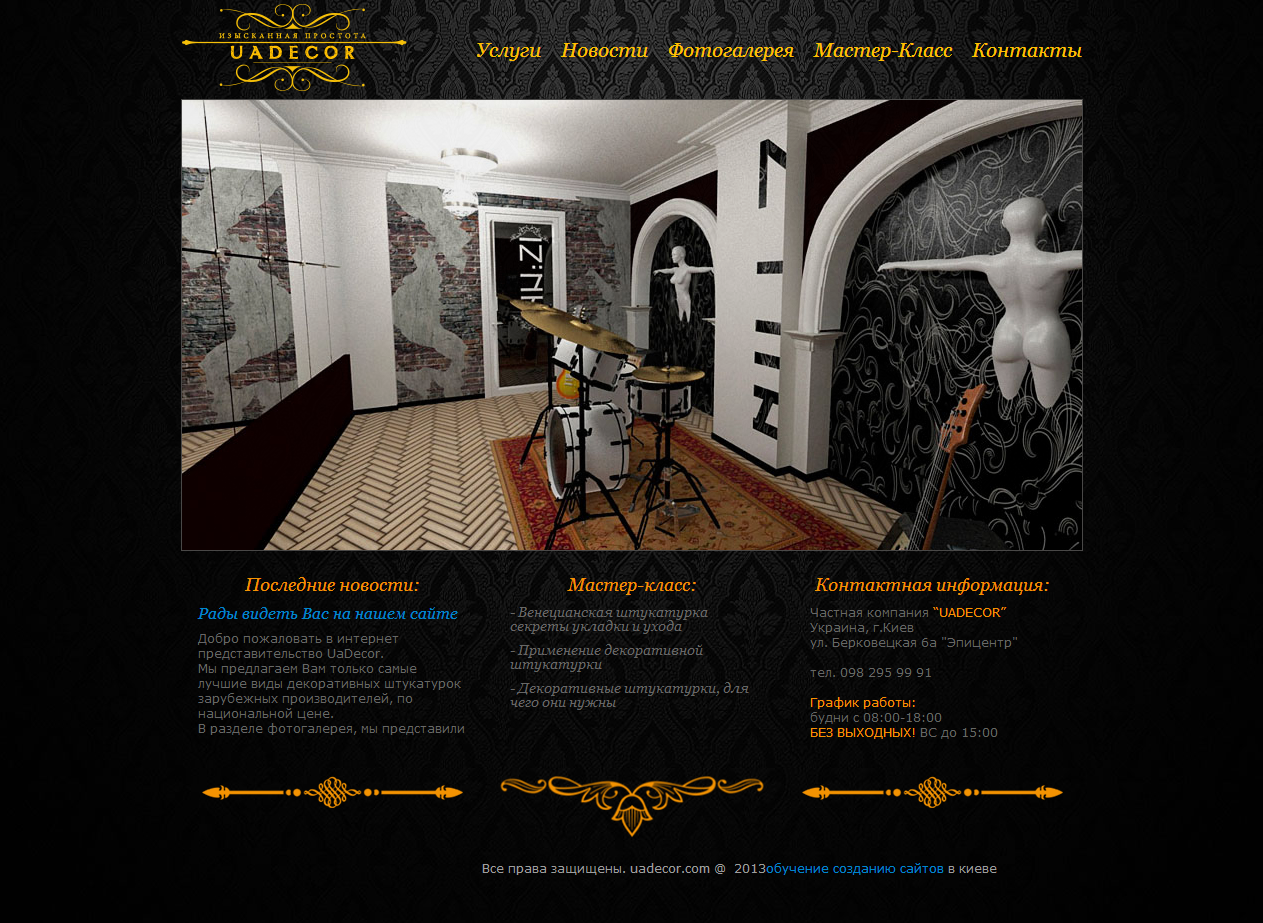 ИЗЫСКАННАЯ ПРОСТОТА
UADECOR
Услуги Новости Фотогалерея Мастер-Класс Контакты
Последние новости:
Рады видеть Вас на нашем сайте
Добро пожаловать в интернет
представительство UaDecor.
Мы предлагаем Вам только самые
лучшие виды декоративных штукатурок
зарубежных производителей, по
национальной цене.
В разделе фотогалерея, мы представили
Мастер-класс:
- Венецианская штукатурка
секреты укладки и ухода
- Применение декоративной
штукатурки
- Декоративные штукатурки, для
чего они нужны
Контактная информация:
Частная компания “UADECOR”
Украина, г.Киев
ул. Берковецкая 6а "Эпицентр"
тел. 098 295 99 91
График работы:
будни с 08:00-18:00
БЕЗ ВЫХОДНЫХ! ВС до 15:00
Все права защищены. uadecor.com @ 2013обучение созданию сайтов в киеве